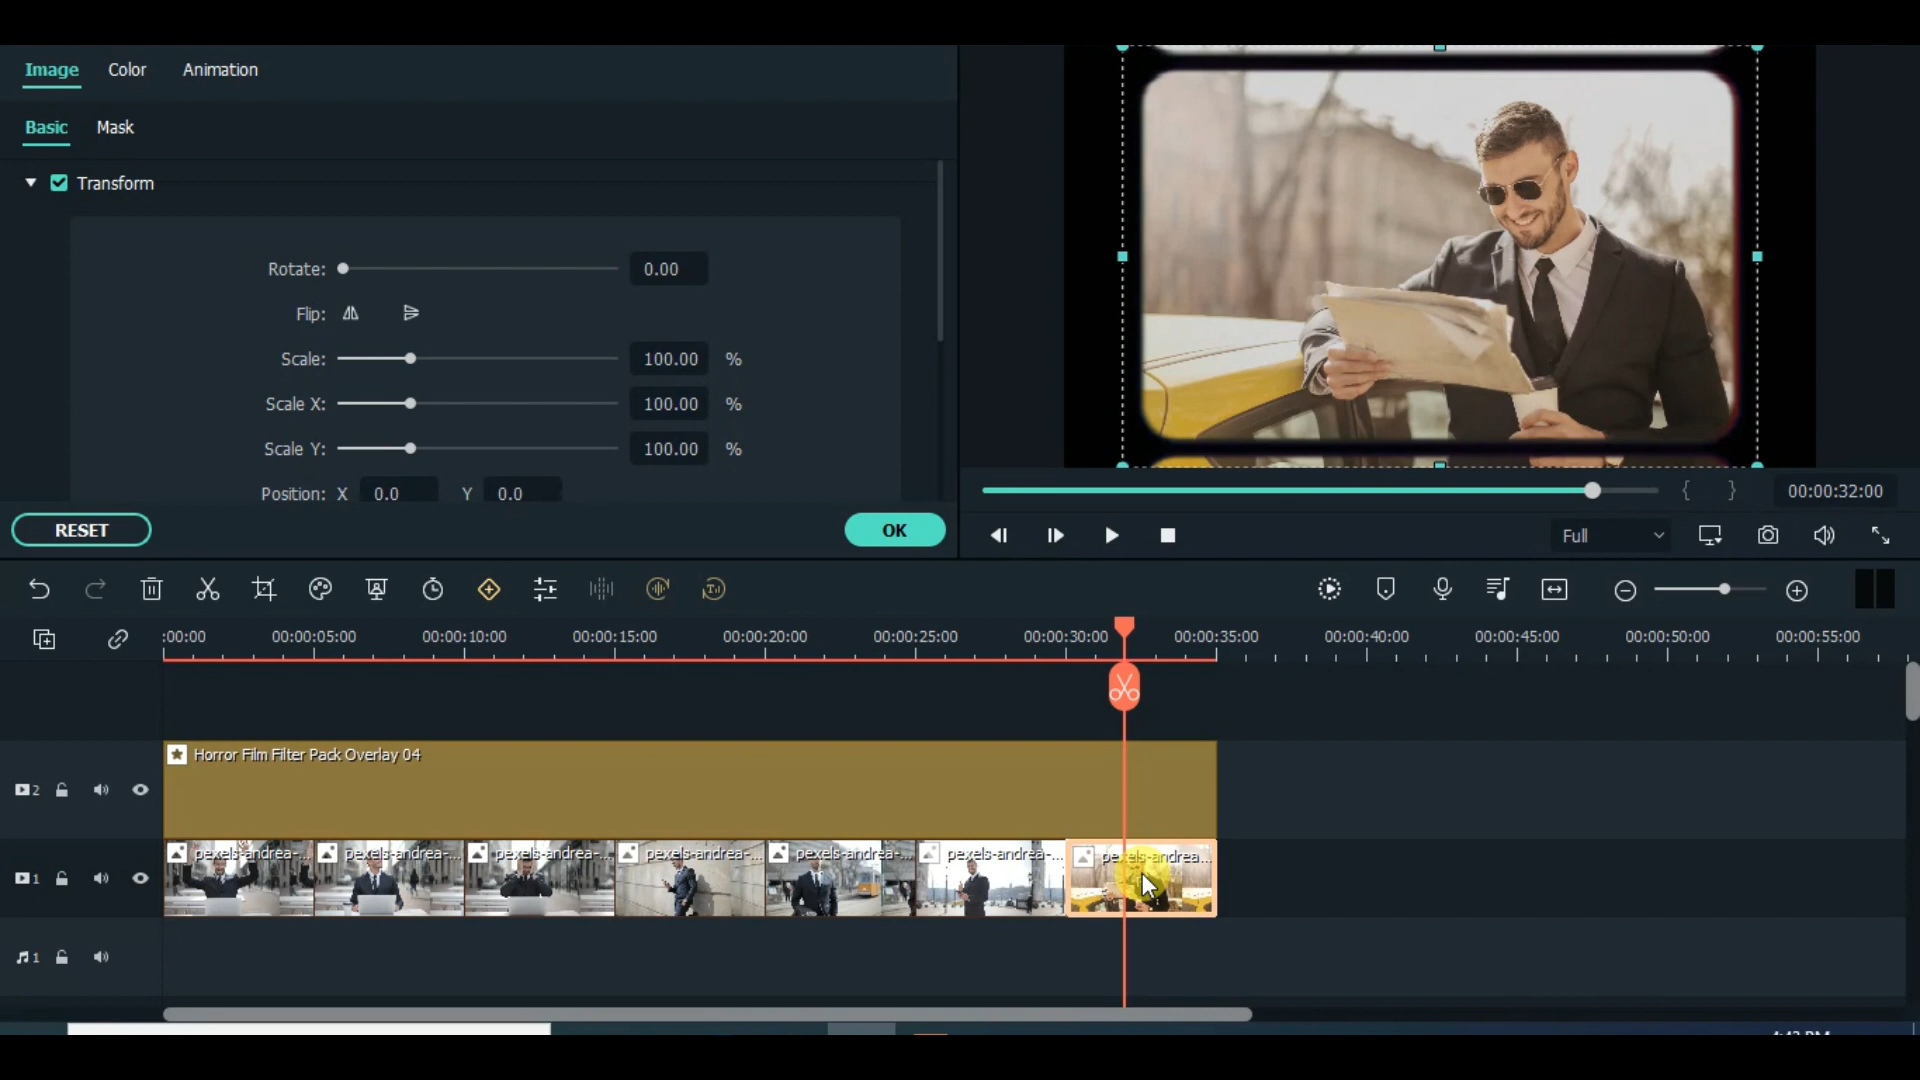 Image Color Animation
Basic Mask
Transform
Rotate: 0.00
Flip:
Scale: 100.00 %
Scale X: 100.00 %
Scale Y: 100.00 %
Position: X 0.0 Y 0.0
RESET OK
{ } 00:00:32:00
Full
:00:00 00:00:05:00 00:00:10:00 00:00:15:00 00:00:20:00 00:00:25:00 00:00:30:00 00:00:35:00 00:00:40:00 00:00:45:00 00:00:50:00 00:00:55:00
Horror Film Filter Pack Overlay 04
2
pexels-andrea-... pexels-andrea-... pexels-andrea-... pexels-andrea-... pexels-andrea-... pexels-andrea-... pexels-andrea...
1
1